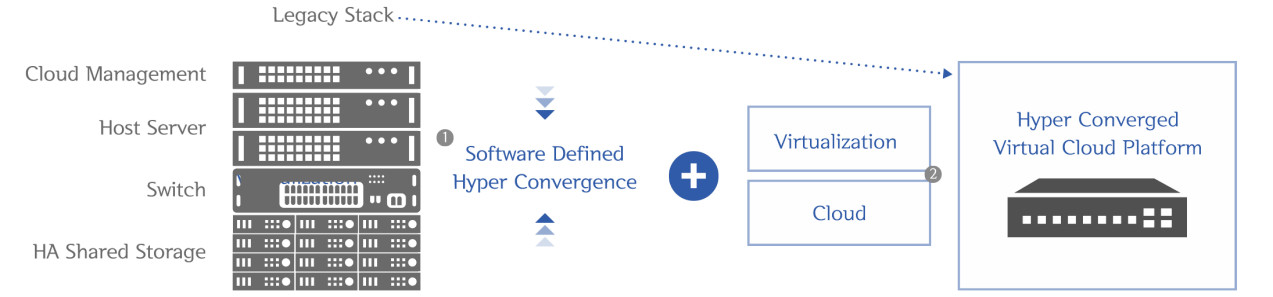 Legacy Stack
Cloud Management
Host Server
Switch
HA Shared Storage
1
Software Defined
Hyper Convergence
Virtualization
2
Cloud
Hyper Converged
Virtual Cloud Platform